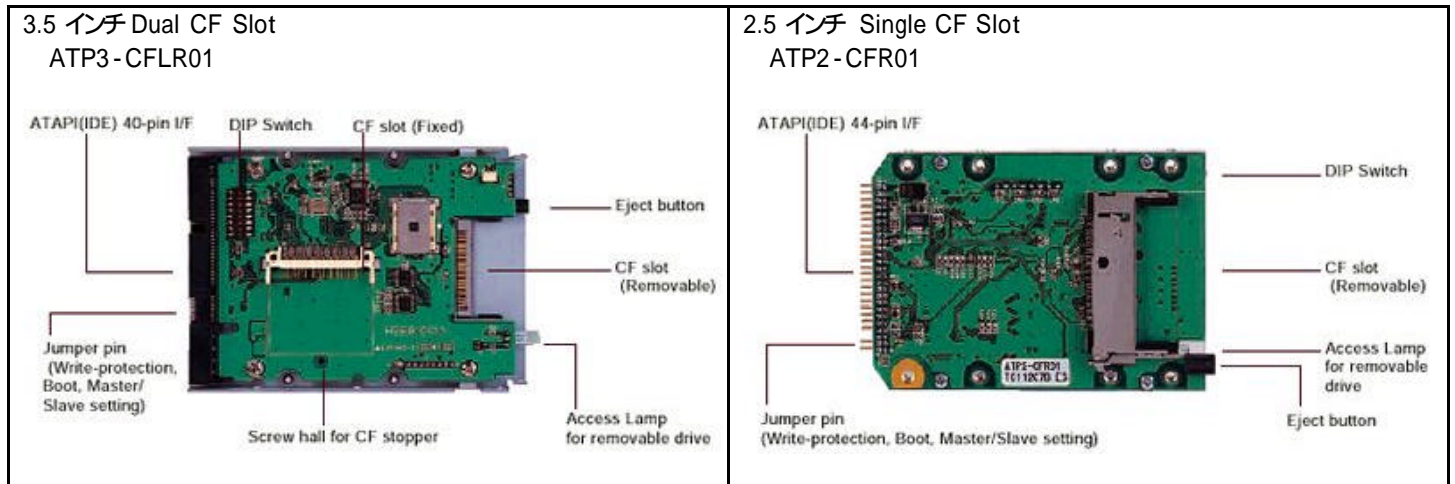 3.5 インチ Dual CF Slot
ATP3-CFLR01
ATAPI(IDE) 40-pin I/F
DIP Switch
CF slot (Fixed)
Eject button
CF slot
(Removable)
Jumper pin
(Write-protection,
Boot, Master/
Slave setting)
Screw hall for CF stopper
Access Lamp
for removable drive
2.5 インチ Single CF Slot
ATP2-CFR01
ATAPI(IDE) 44-pin I/F
DIP Switch
CF slot
(Removable)
Access Lamp
for removable
drive
Eject button
Jumper pin
(Write-protection, Boot, Master/Slave setting)
ATP2-CFR01